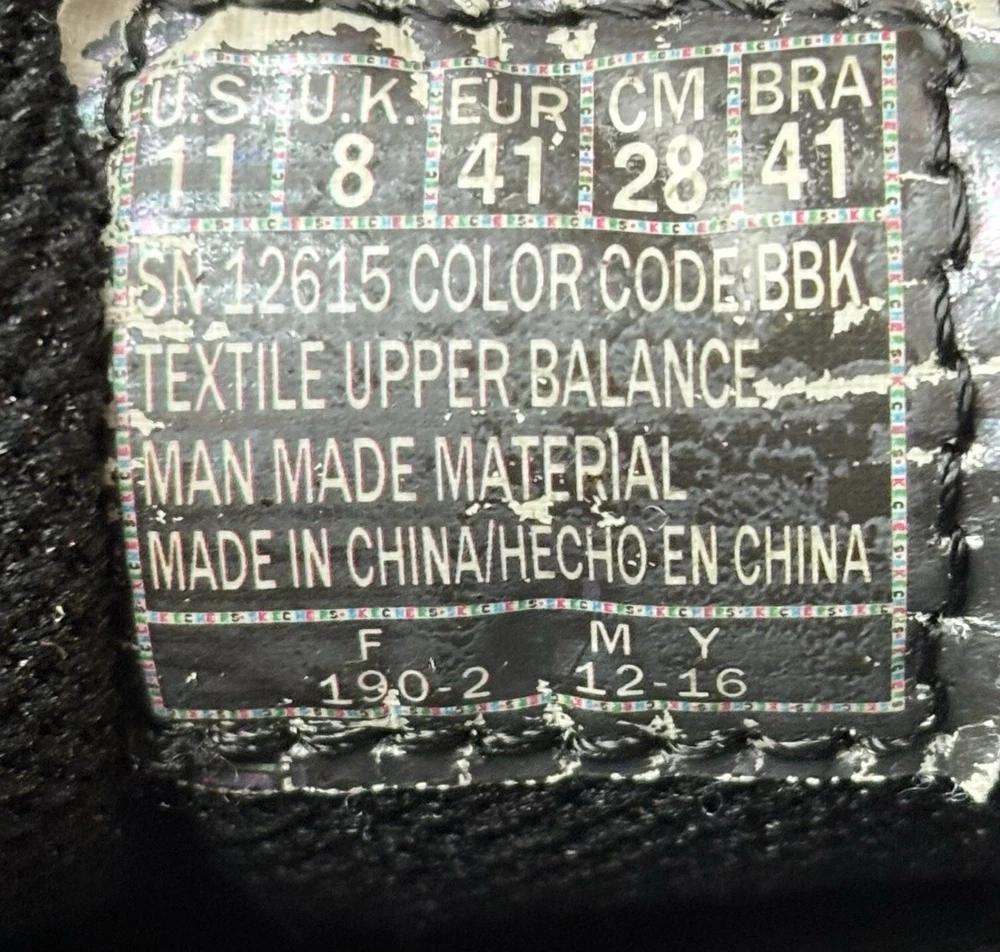 U.S. U.K. EUR CM BRA
11 8 41 28 41
SN 12615 COLOR CODE:BBK
TEXTILE UPPER BALANCE
MAN MADE MATERIAL
MADE IN CHINA/HECHO EN CHINA
F M Y
190-2 12-16